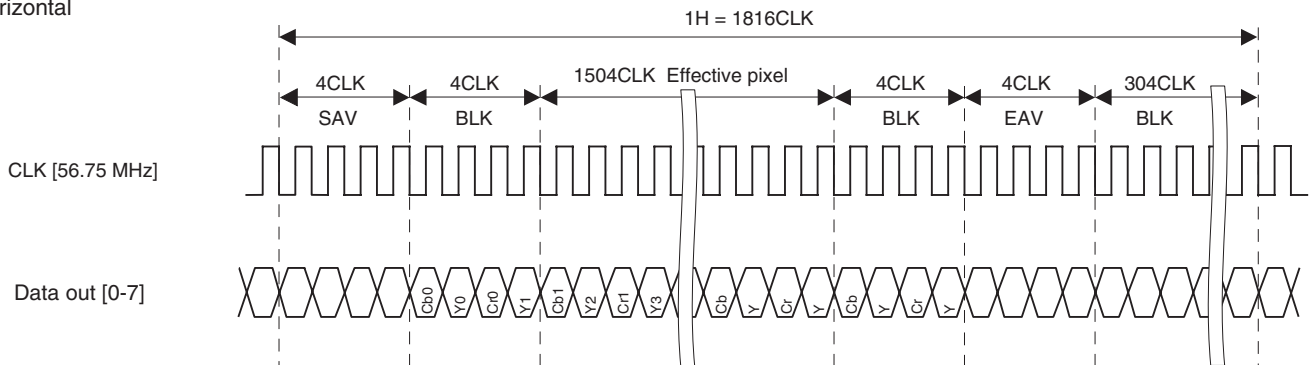 rizontal
1H = 1816CLK
4CLK 4CLK 1504CLK Effective pixel 4CLK 4CLK 304CLK
SAV BLK BLK EAV BLK
CLK [56.75 MHz]
Data out [0-7]
Cb0 Y0 Cr0 Y1 Cb1 Y2 Cr1 Y3 Cb Y Cr Y Cb Y Cr Y